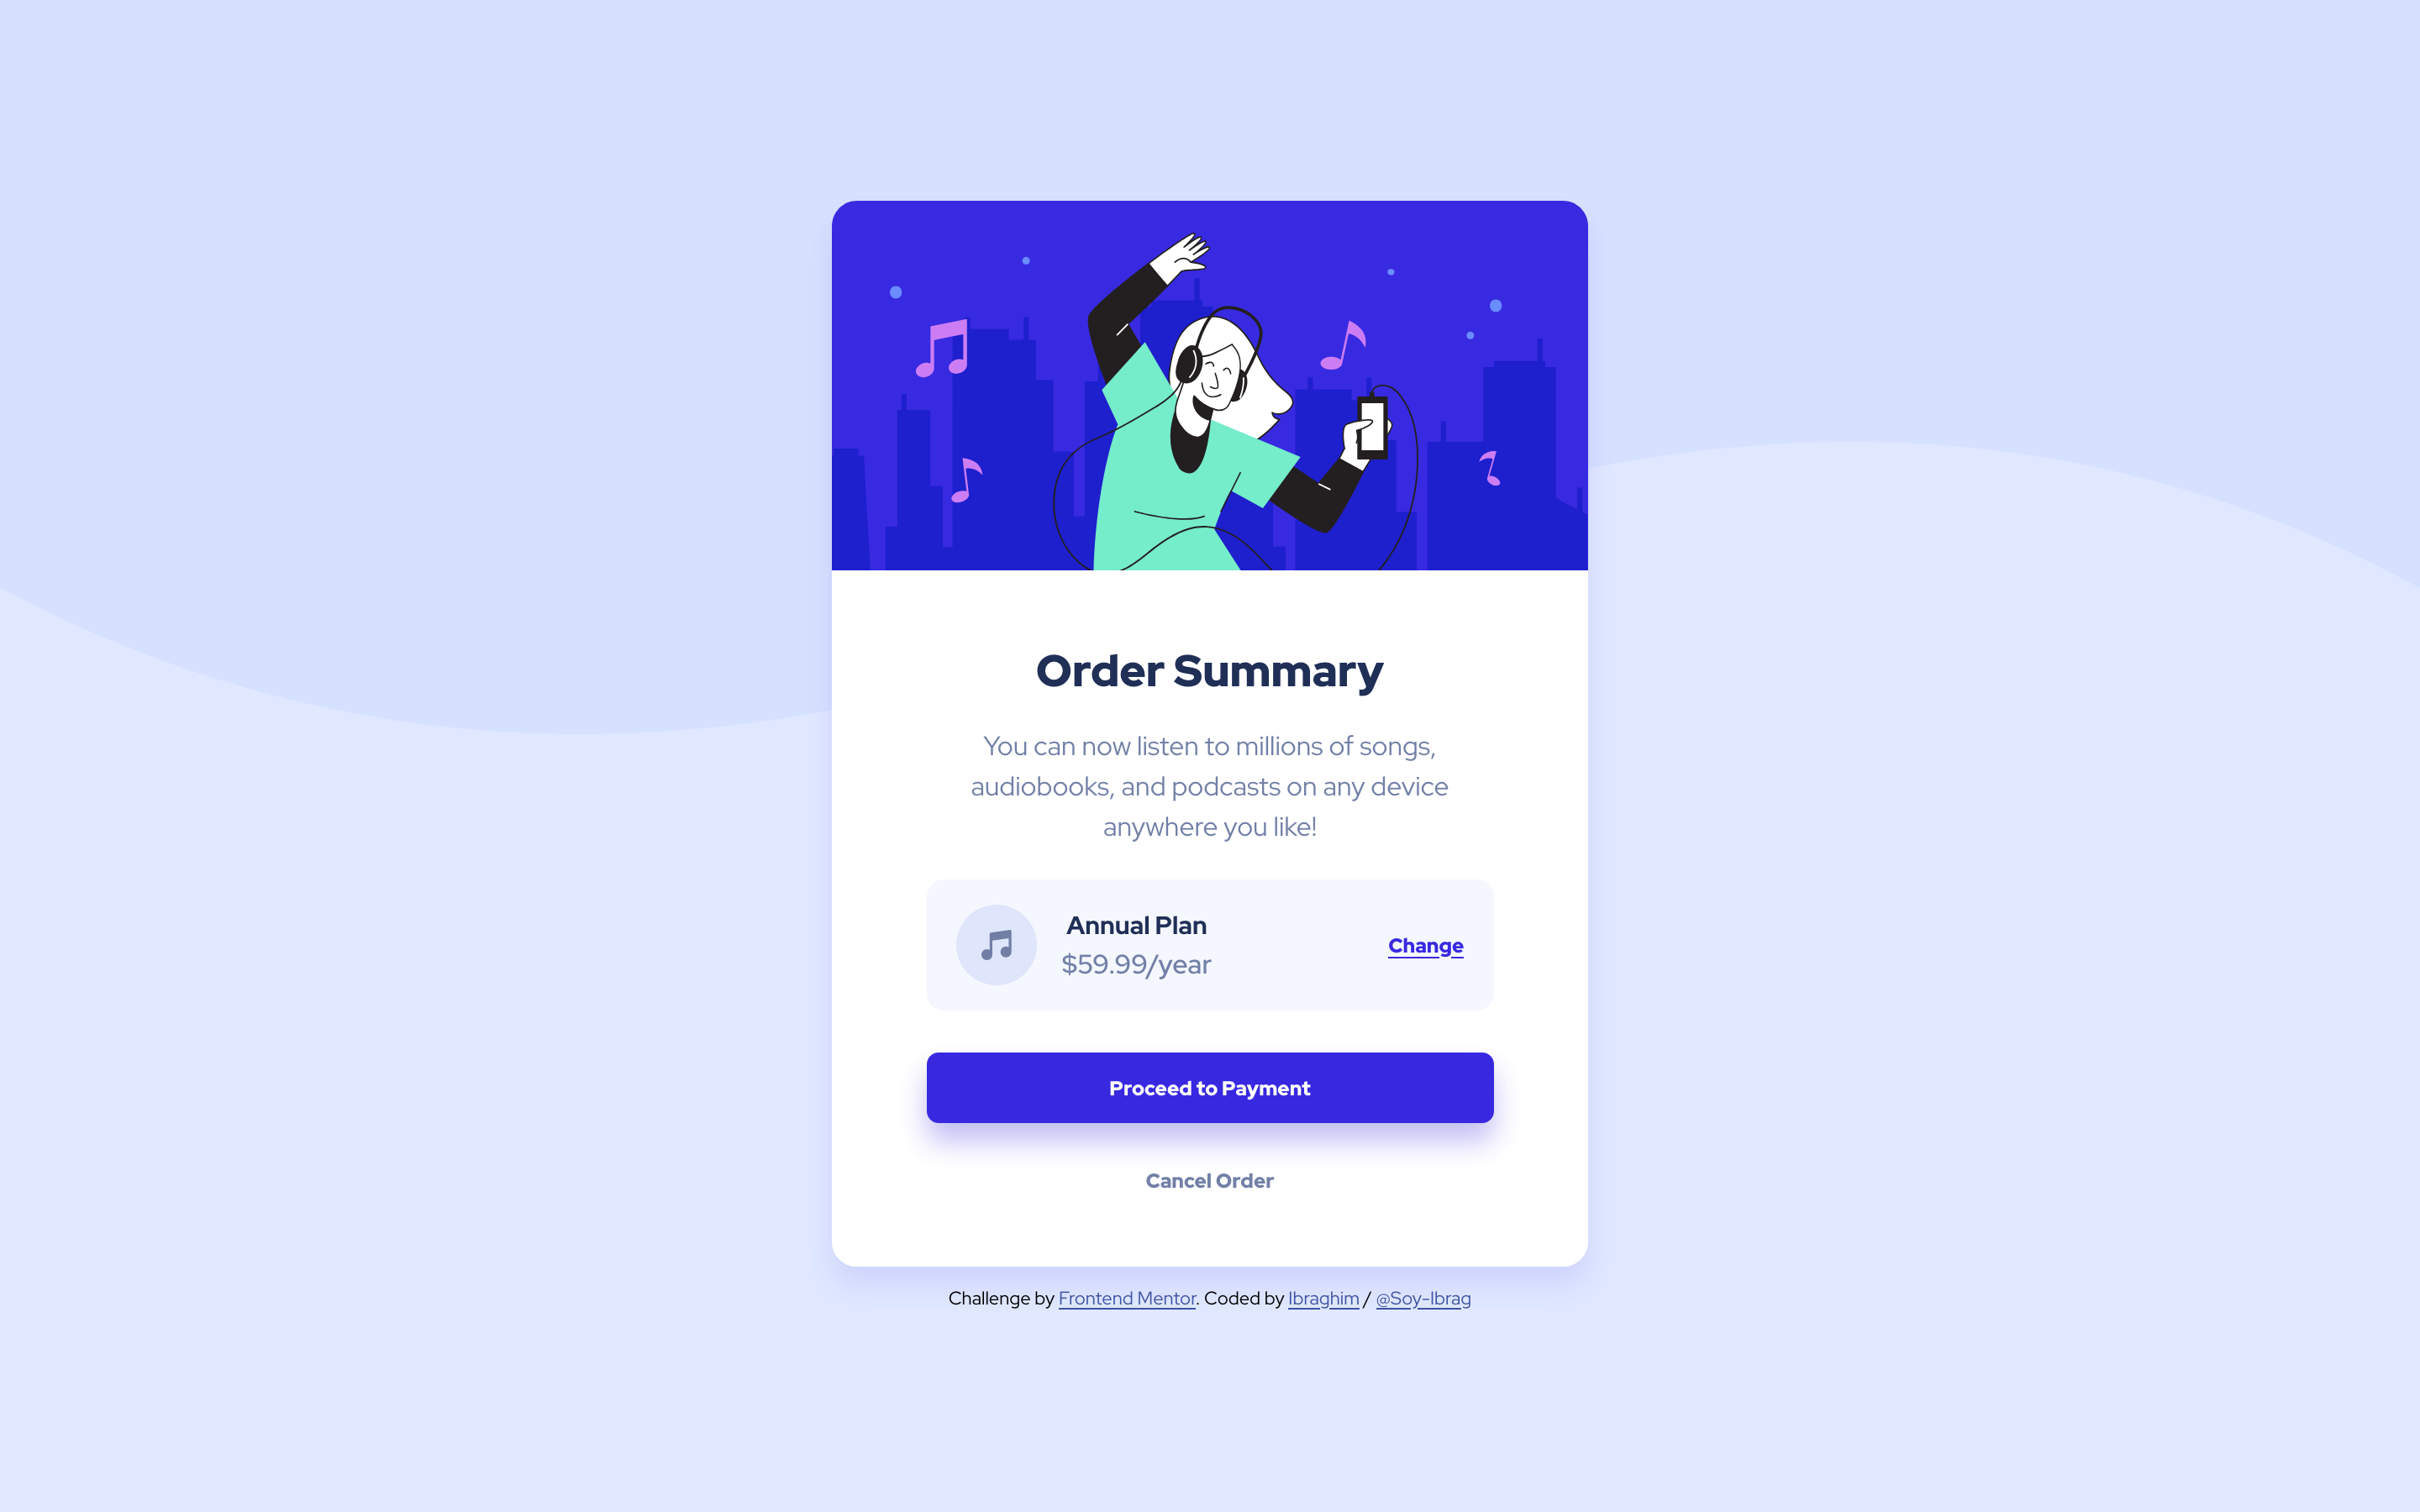 Order Summary
You can now listen to millions of songs,
audiobooks, and podcasts on any device
anywhere you like!
Annual Plan
$59.99/year
Change
Proceed to Payment
Cancel Order
Challenge by Frontend Mentor. Coded by Ibraghim / @Soy-Ibrag